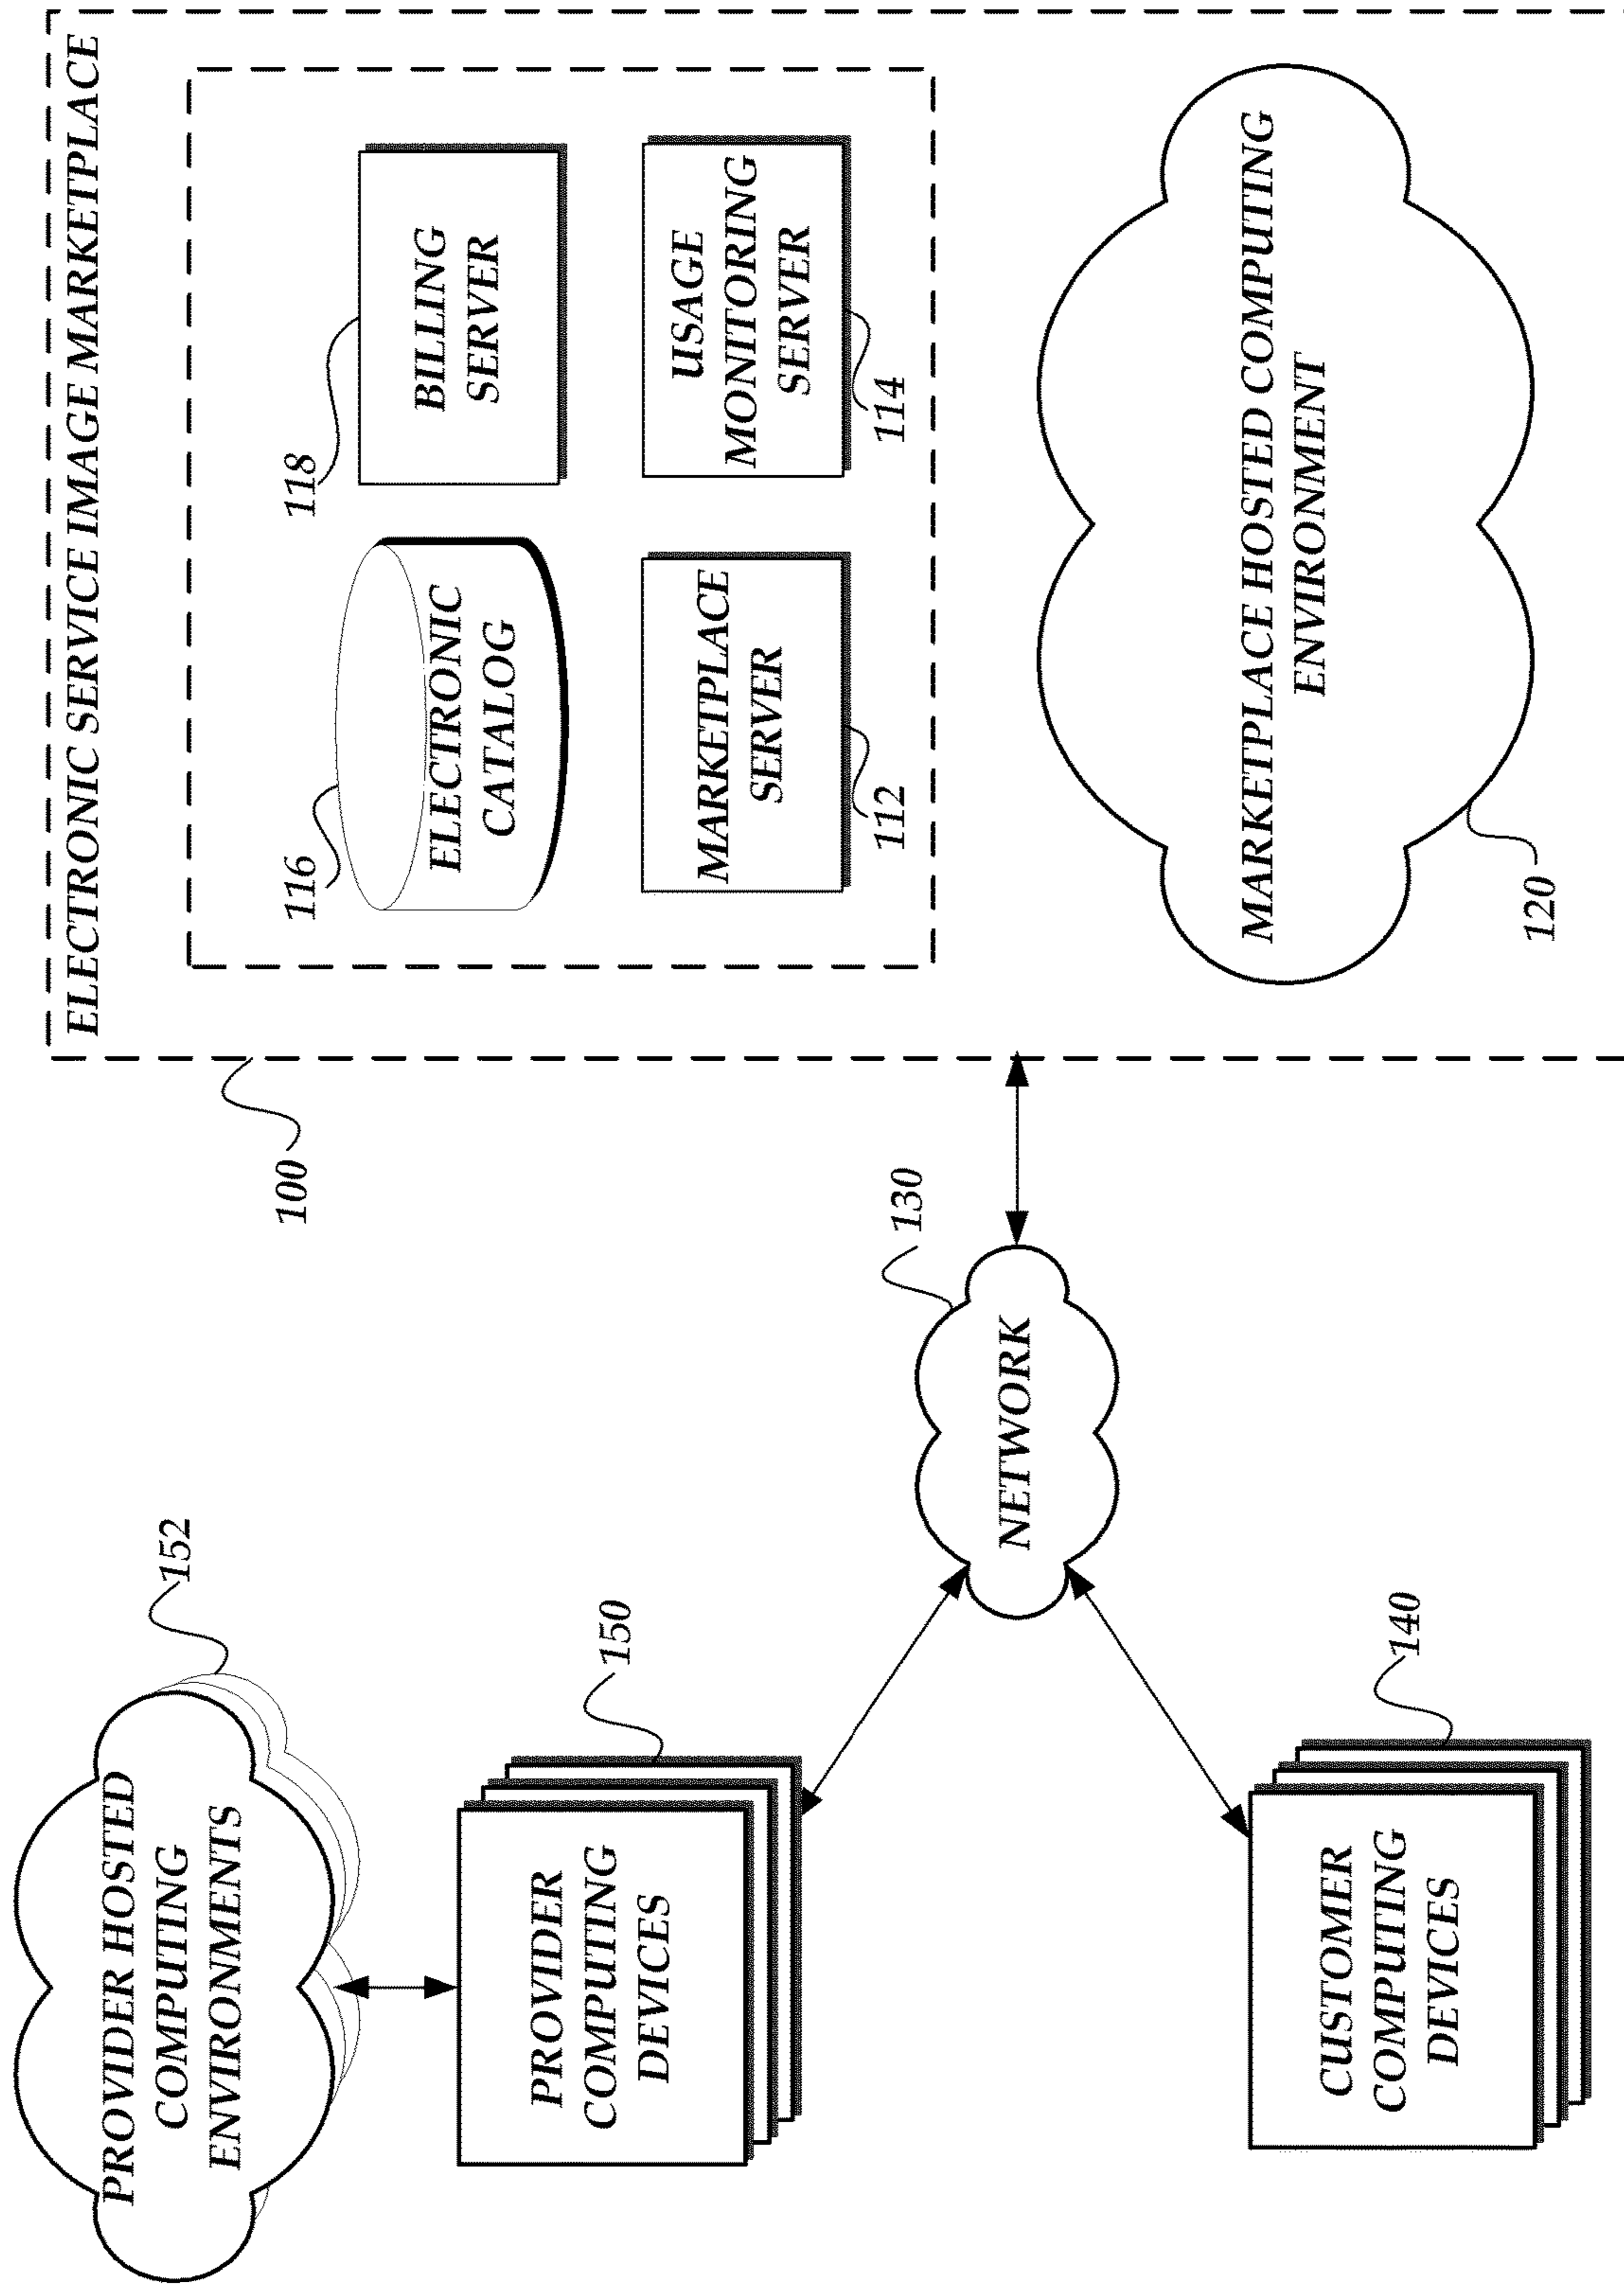 PROVIDER HOSTED
COMPUTING
ENVIRONMENTS
152
PROVIDER
COMPUTING
DEVICES
150
CUSTOMER
COMPUTING
DEVICES
140
NETWORK
130
100
ELECTRONIC SERVICE IMAGE MARKETPLACE
116
ELECTRONIC
CATALOG
118
BILLING
SERVER
MARKETPLACE
SERVER
112
USAGE
MONITORING
SERVER
114
MARKETPLACE HOSTED COMPUTING
ENVIRONMENT
120